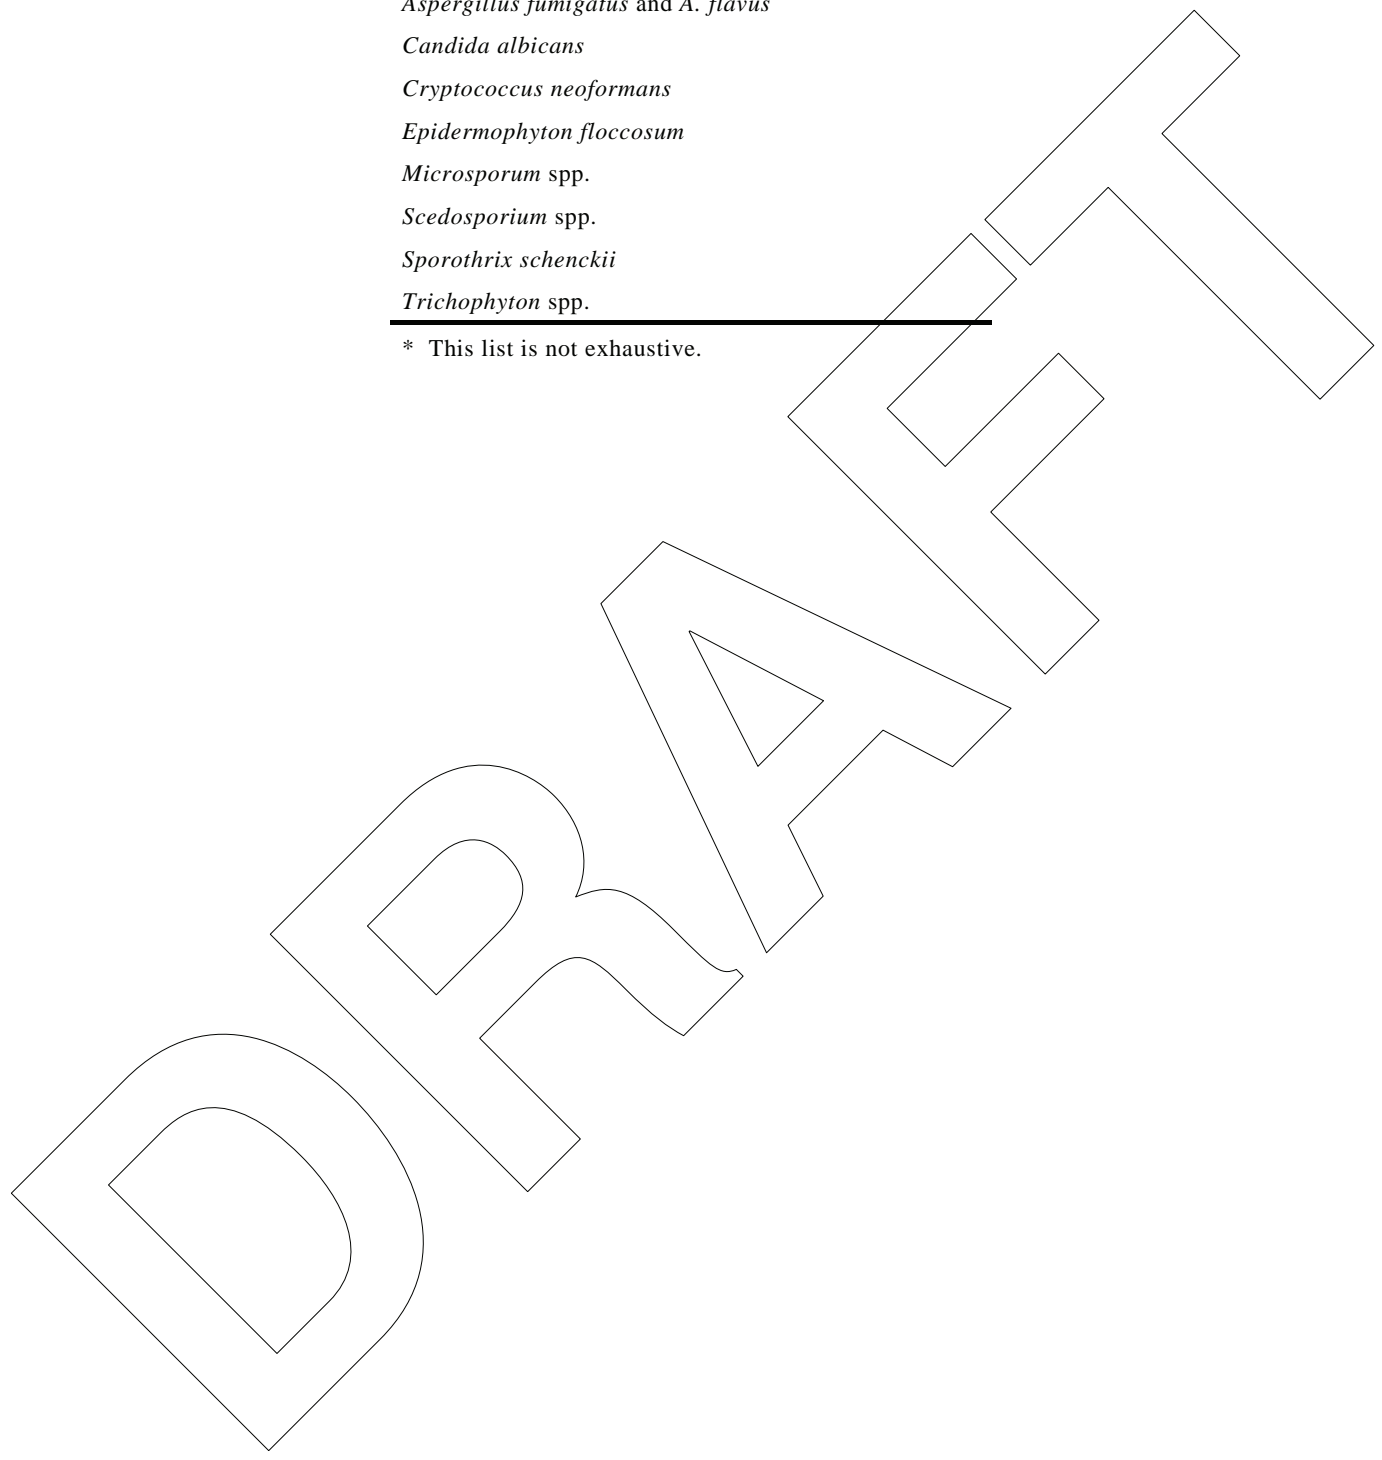 Aspergillus fumigatus and A. flavus
Candida albicans
Cryptococcus neoformans
Epidermophyton floccosum
Microsporum spp.
Scedosporium spp.
Sporothrix schenckii
Trichophyton spp.
* This list is not exhaustive.
DRAFT